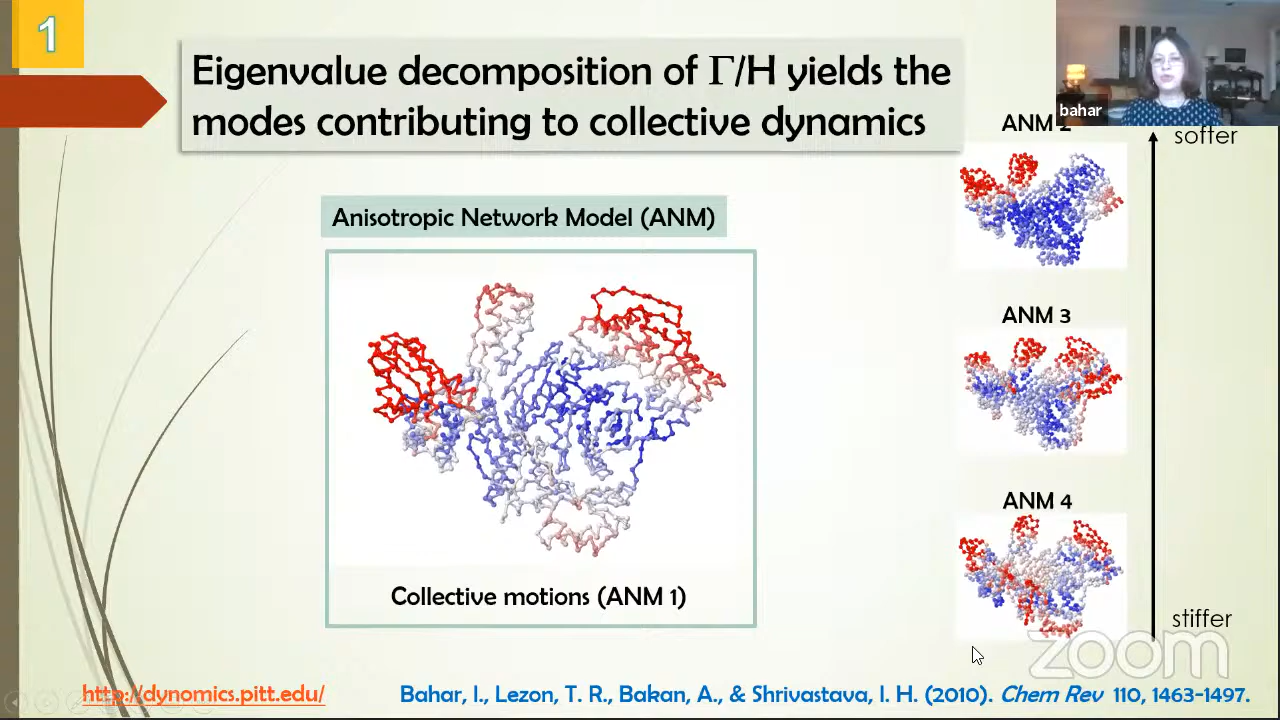 1
Eigenvalue decomposition of Γ/H yields the
modes contributing to collective dynamics
bahar
ANM 2
soffer
Anisotropic Network Model (ANM)
ANM 3
ANM 4
Collective motions (ANM 1)
stiffer
zoom
http://dynomics.pitt.edu/
Bahar, I., Lezon, T. R., Bakan, A., & Shrivastava, I. H. (2010). Chem Rev 110, 1463-1497.